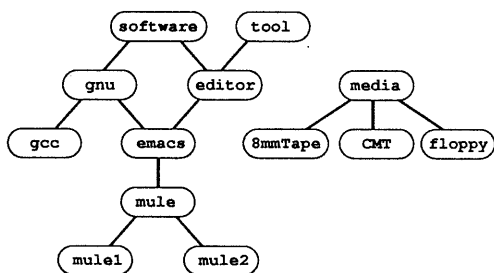 software
tool
gnu
editor
media
gcc
emacs
8mmTape
CMT
floppy
mule
mule1
mule2